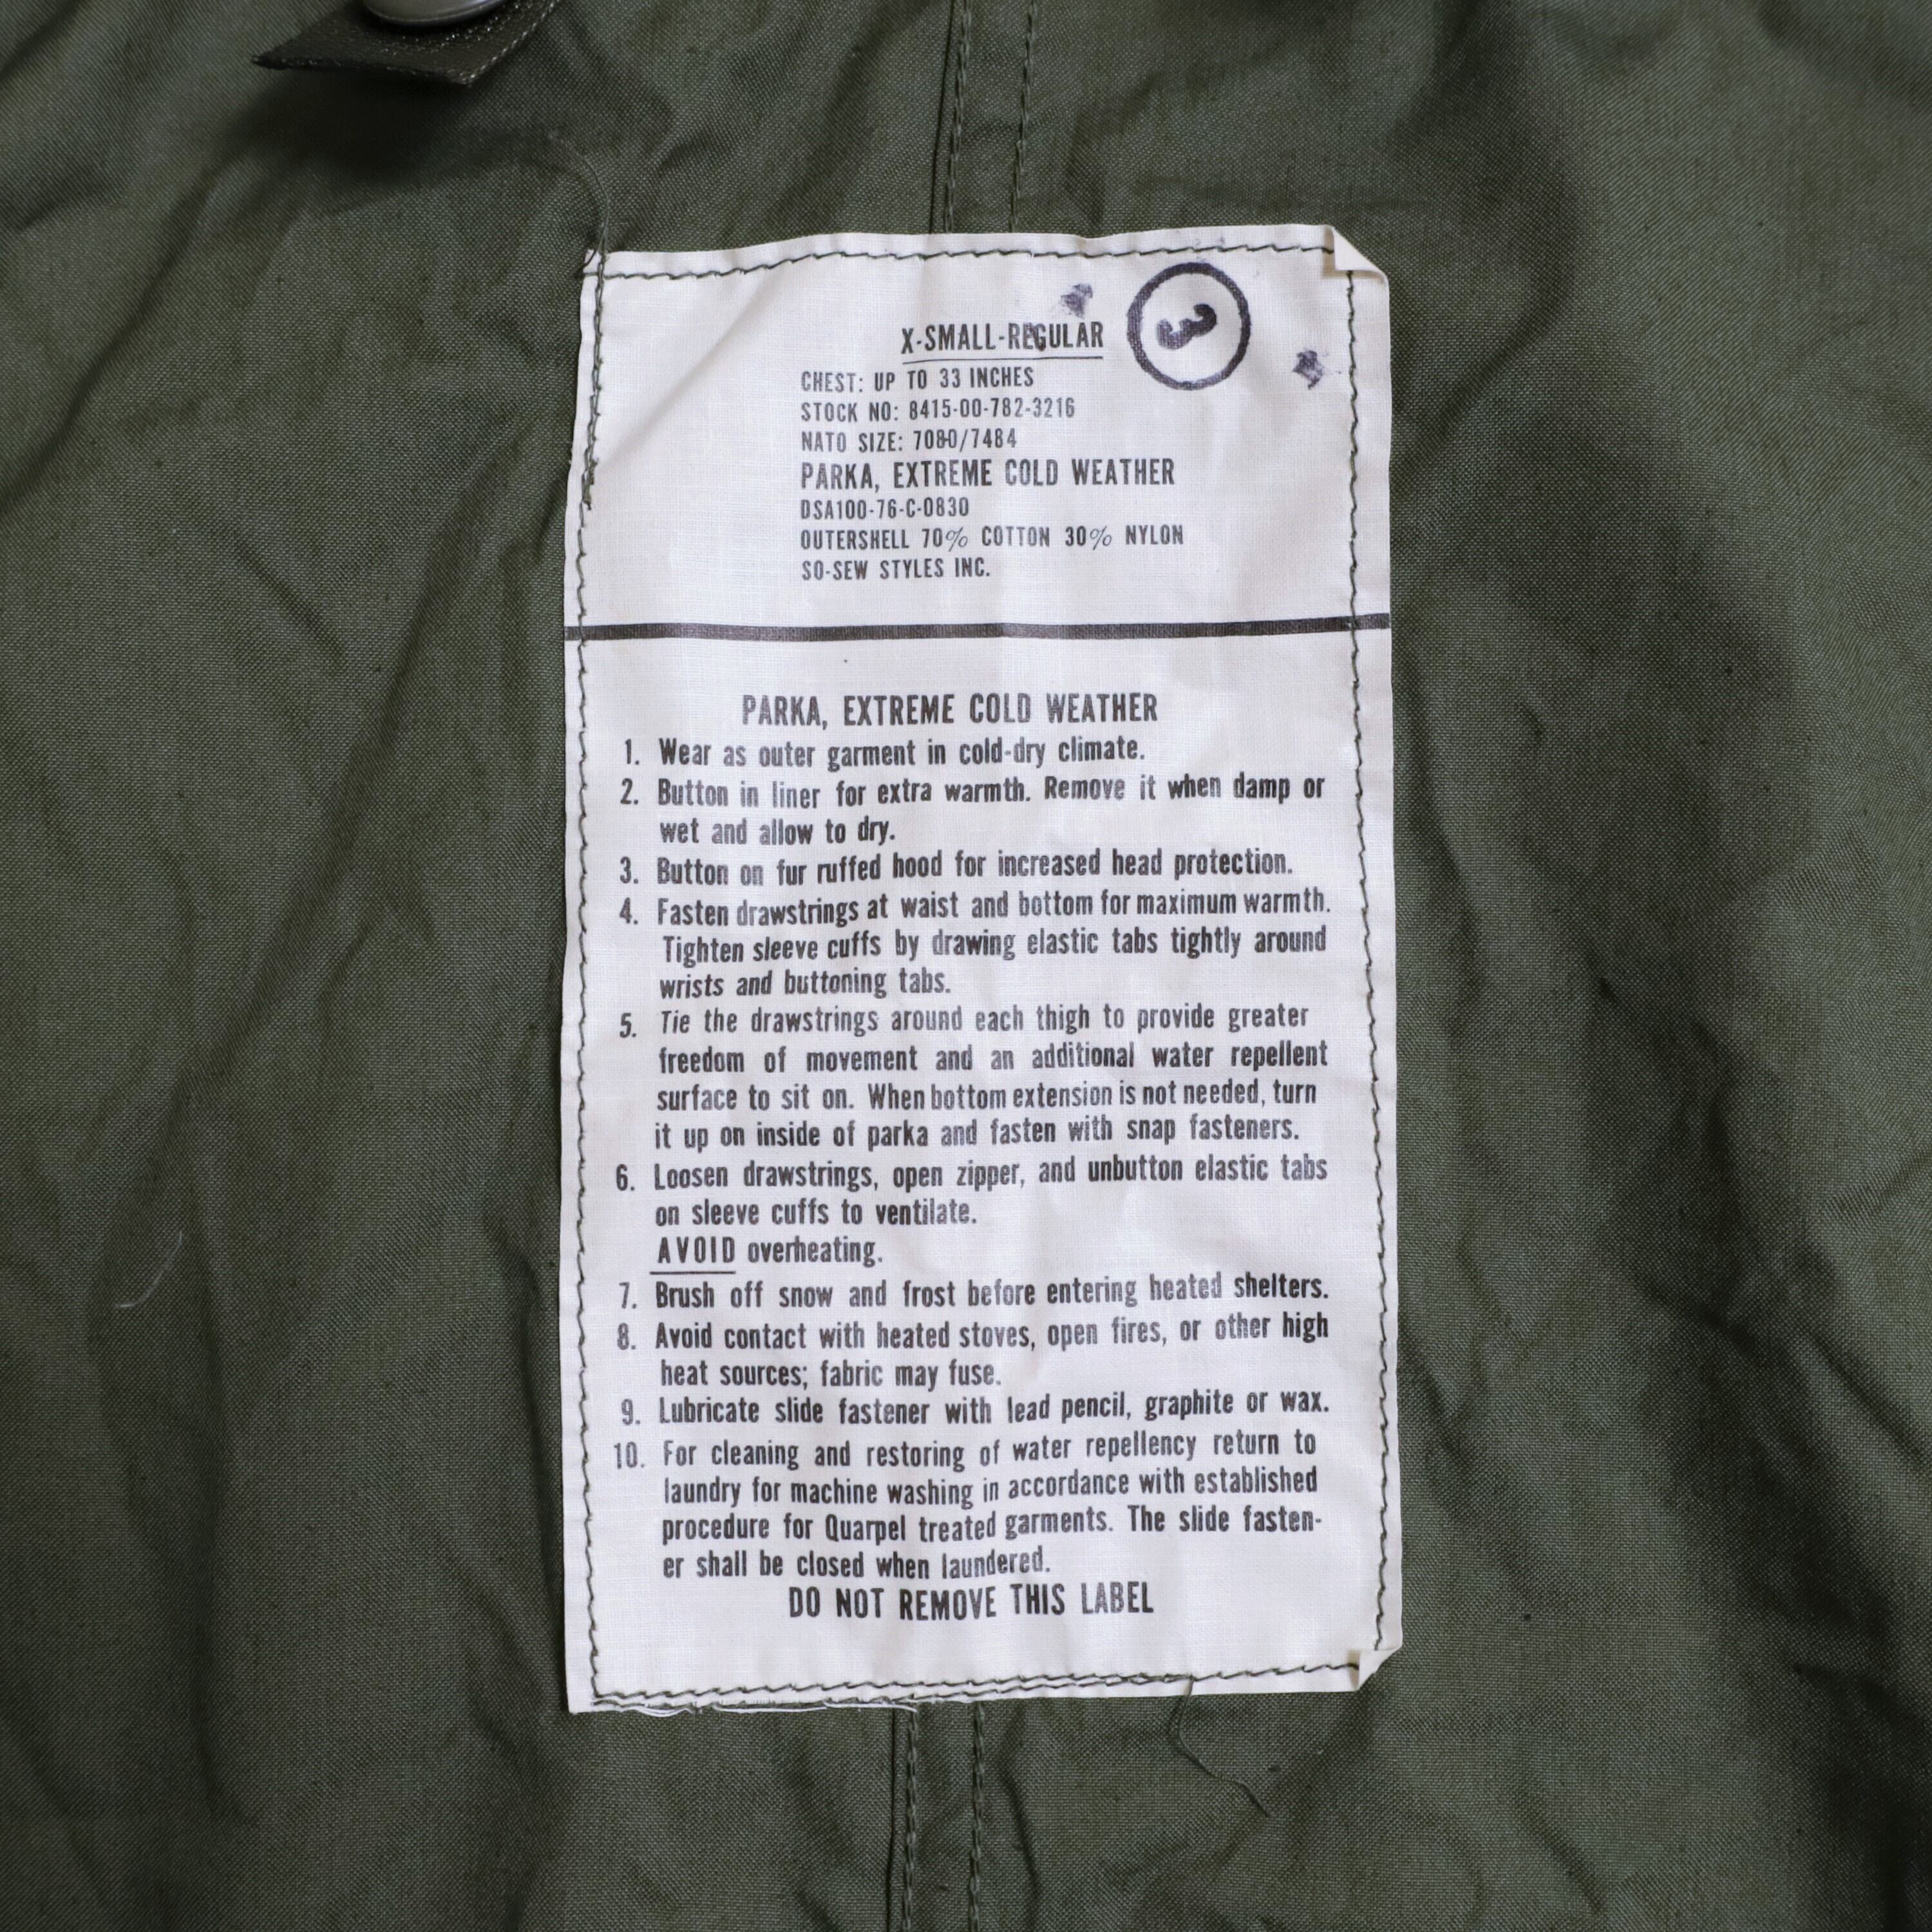 3
X-SMALL-REGULAR
CHEST: UP TO 33 INCHES
STOCK NO: 8415-00-782-3216
NATO SIZE: 7080/7484
PARKA, EXTREME COLD WEATHER
DSA100-76-C-0830
OUTERSHELL 70% COTTON 30% NYLON
SO-SEW STYLES INC.
PARKA, EXTREME COLD WEATHER
1. Wear as outer garment in cold-dry climate.
2. Button in liner for extra warmth. Remove it when damp or
wet and allow to dry.
3. Button on fur ruffed hood for increased head protection.
4. Fasten drawstrings at waist and bottom for maximum warmth.
Tighten sleeve cuffs by drawing elastic tabs tightly around
wrists and buttoning tabs.
5. Tie the drawstrings around each thigh to provide greater
freedom of movement and an additional water repellent
surface to sit on. When bottom extension is not needed, turn
it up on inside of parka and fasten with snap fasteners.
6. Loosen drawstrings, open zipper, and unbutton elastic tabs
on sleeve cuffs to ventilate.
AVOID overheating.
7. Brush off snow and frost before entering heated shelters.
8. Avoid contact with heated stoves, open fires, or other high
heat sources; fabric may fuse.
9. Lubricate slide fastener with lead pencil, graphite or wax.
10. For cleaning and restoring of water repellency return to
laundry for machine washing in accordance with established
procedure for Quarpel treated garments. The slide fasten-
er shall be closed when laundered.
DO NOT REMOVE THIS LABEL